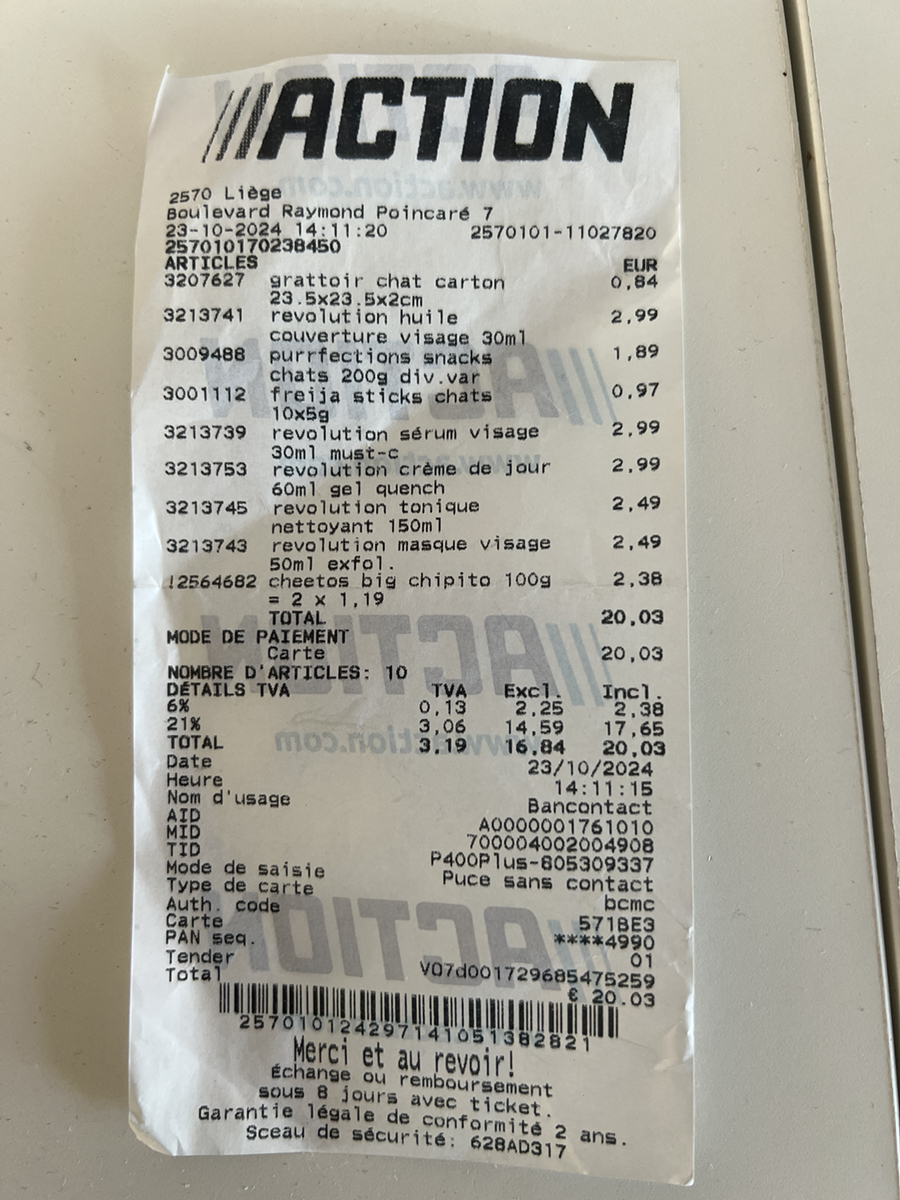 ///ACTION
2570 Liège
Boulevard Raymond Poincaré 7
23-10-2024 14:11:20 2570101-11027820
257010170238450
ARTICLES EUR
3207627 grattoir chat carton 0,84
23.5x23.5x2cm
3213741 revolution huile 2,99
couverture visage 30ml
3009488 purrfections snacks 1,89
chats 200g div.var
3001112 freija sticks chats 0,97
10x5g
3213739 revolution sérum visage 2,99
30ml must-c
3213753 revolution crème de jour 2,99
60ml gel quench
3213745 revolution tonique 2,49
nettoyant 150ml
3213743 revolution masque visage 2,49
50ml exfol.
!2564682 cheetos big chipito 100g 2,38
= 2 x 1,19
TOTAL 20,03
MODE DE PAIEMENT
Carte 20,03
NOMBRE D'ARTICLES: 10
DÉTAILS TVA TVA Excl. Incl.
6% 0,13 2,25 2,38
21% 3,06 14,59 17,65
TOTAL 3,19 16,84 20,03
Date 23/10/2024
Heure 14:11:15
Nom d'usage Bancontact
AID A0000001761010
MID 700004002004908
TID P400Plus-805309337
Mode de saisie Puce sans contact
Type de carte bcmc
Auth. code 571BE3
Carte ****4990
PAN seq. 01
Tender V07d001729685475259
Total € 20.03
257010124297141051382821
Merci et au revoir!
Échange ou remboursement
sous 8 jours avec ticket.
Garantie légale de conformité 2 ans.
Sceau de sécurité: 628AD317